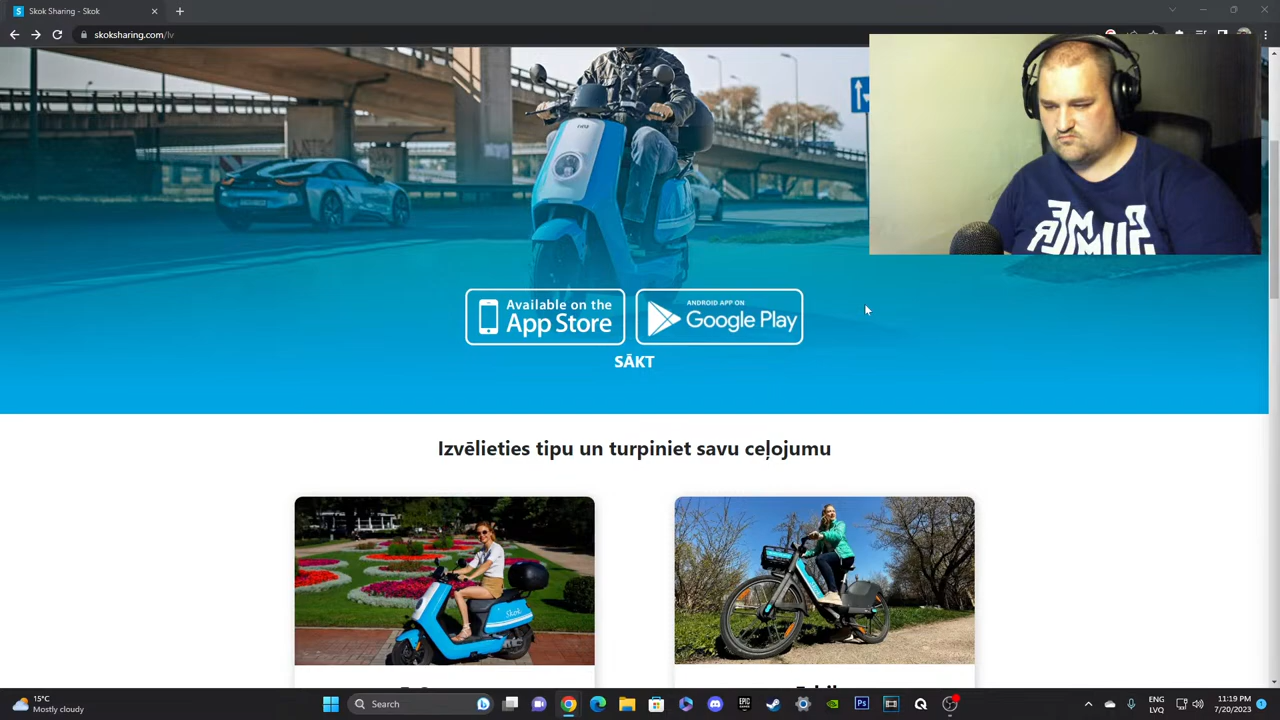 Skok Sharing - Skok
skoksharing.com/lv
Available on the
App Store
ANDROID APP ON
Google Play
SĀKT
Izvēlieties tipu un turpiniet savu ceļojumu
Skok
15°C
Mostly cloudy
Search
ENG
LVQ
11:19 PM
7/20/2023